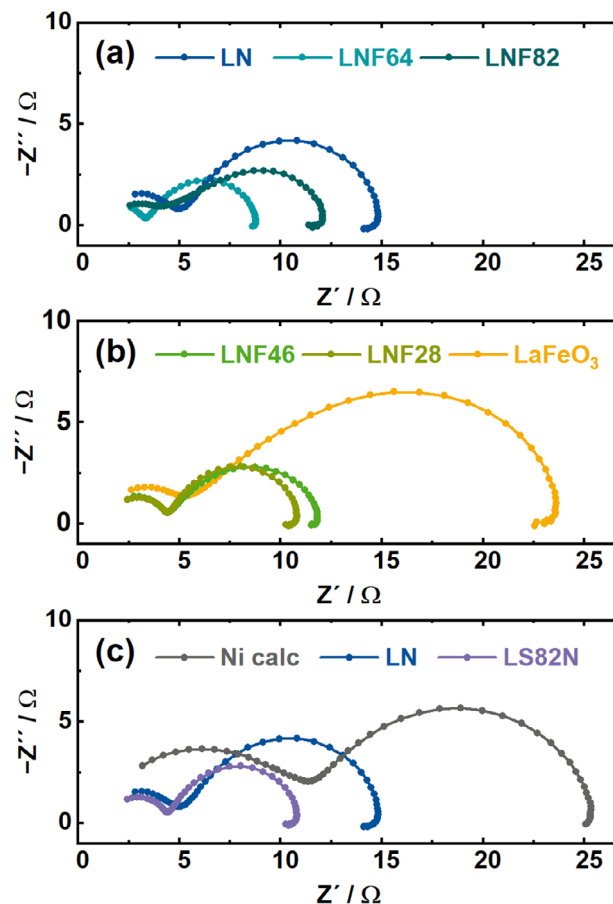 (a) LN LNF64 LNF82
10
5
0
−Z′′ / Ω
0 5 10 15 20 25
Z′ / Ω
(b) LNF46 LNF28 LaFeO₃
10
5
0
−Z′′ / Ω
0 5 10 15 20 25
Z′ / Ω
(c) Ni calc LN LS82N
10
5
0
−Z′′ / Ω
0 5 10 15 20 25
Z′ / Ω